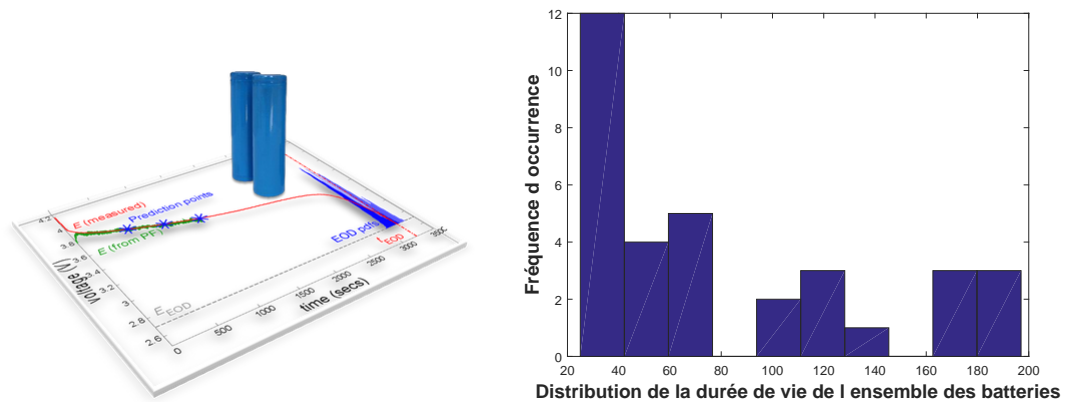 4.2
4
3.8
3.6
3.4
3.2
3
2.8
2.6
voltage (V)
E (measured)
Prediction points
E (from PF)
EOD pdfs
t EOD
E EOD
0
500
1000
1500
2000
2500
3000
3500
time (secs)
12
10
8
6
4
2
0
Fréquence d occurrence
20 40 60 80 100 120 140 160 180 200
Distribution de la durée de vie de l ensemble des batteries